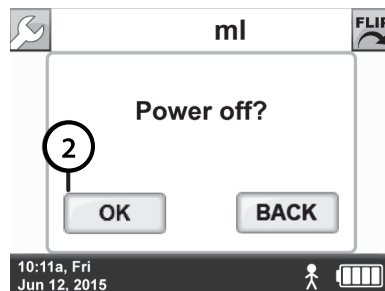 ml
FLIP
Power off?
2
OK BACK
10:11a, Fri
Jun 12, 2015